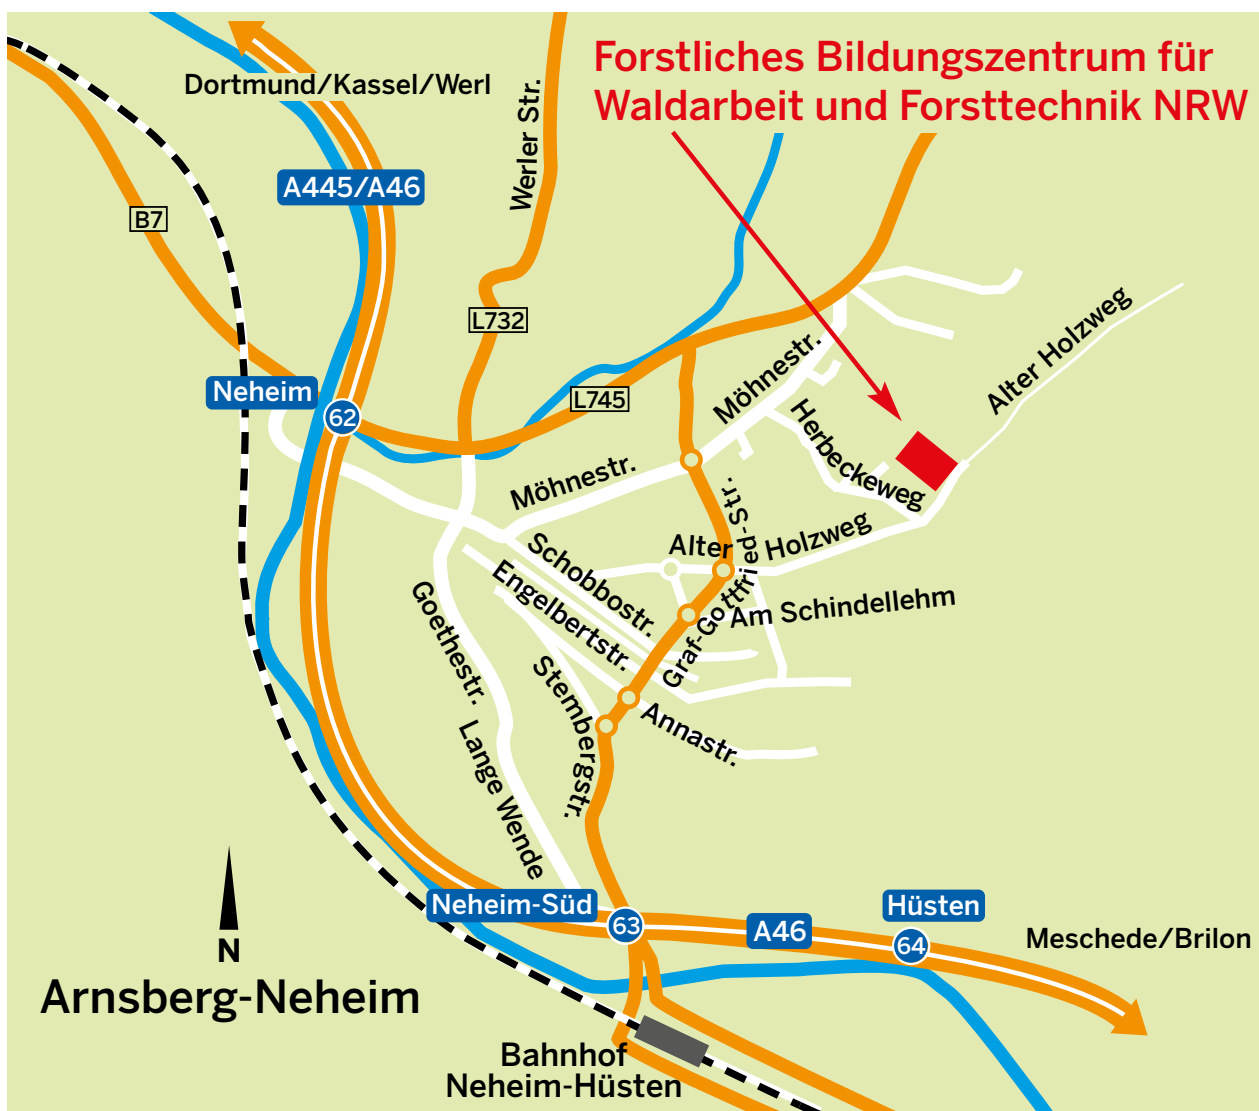 Forstliches Bildungszentrum für
Waldarbeit und Forsttechnik NRW
Dortmund/Kassel/Werl
Werler Str.
A445/A46
B7
L732
Alter Holzweg
Möhnestr.
Neheim
62
L745
Herbeckeweg
Möhnestr.
Graf-Gottfried-Str.
Alter Holzweg
Schobbostr.
Engelbertstr.
Am Schindellehm
Goethestr.
Stembergstr.
Annastr.
Lange Wende
Neheim-Süd
63
A46
Hüsten
64
Meschede/Brilon
N
Arnsberg-Neheim
Bahnhof
Neheim-Hüsten